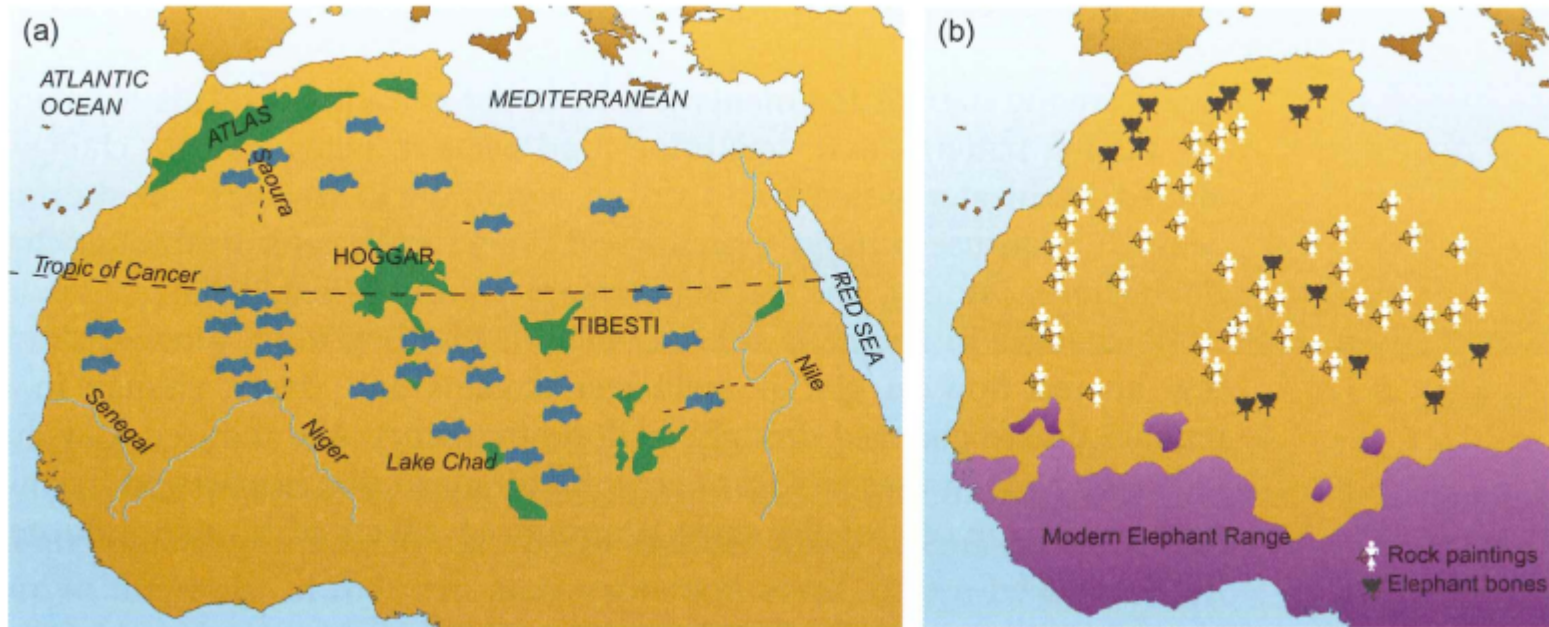 (a)
ATLANTIC
OCEAN
MEDITERRANEAN
ATLAS
Saoura
HOGGAR
Tropic of Cancer
TIBESTI
RED SEA
Nile
Senegal
Niger
Lake Chad
(b)
Modern Elephant Range
Rock paintings
Elephant bones